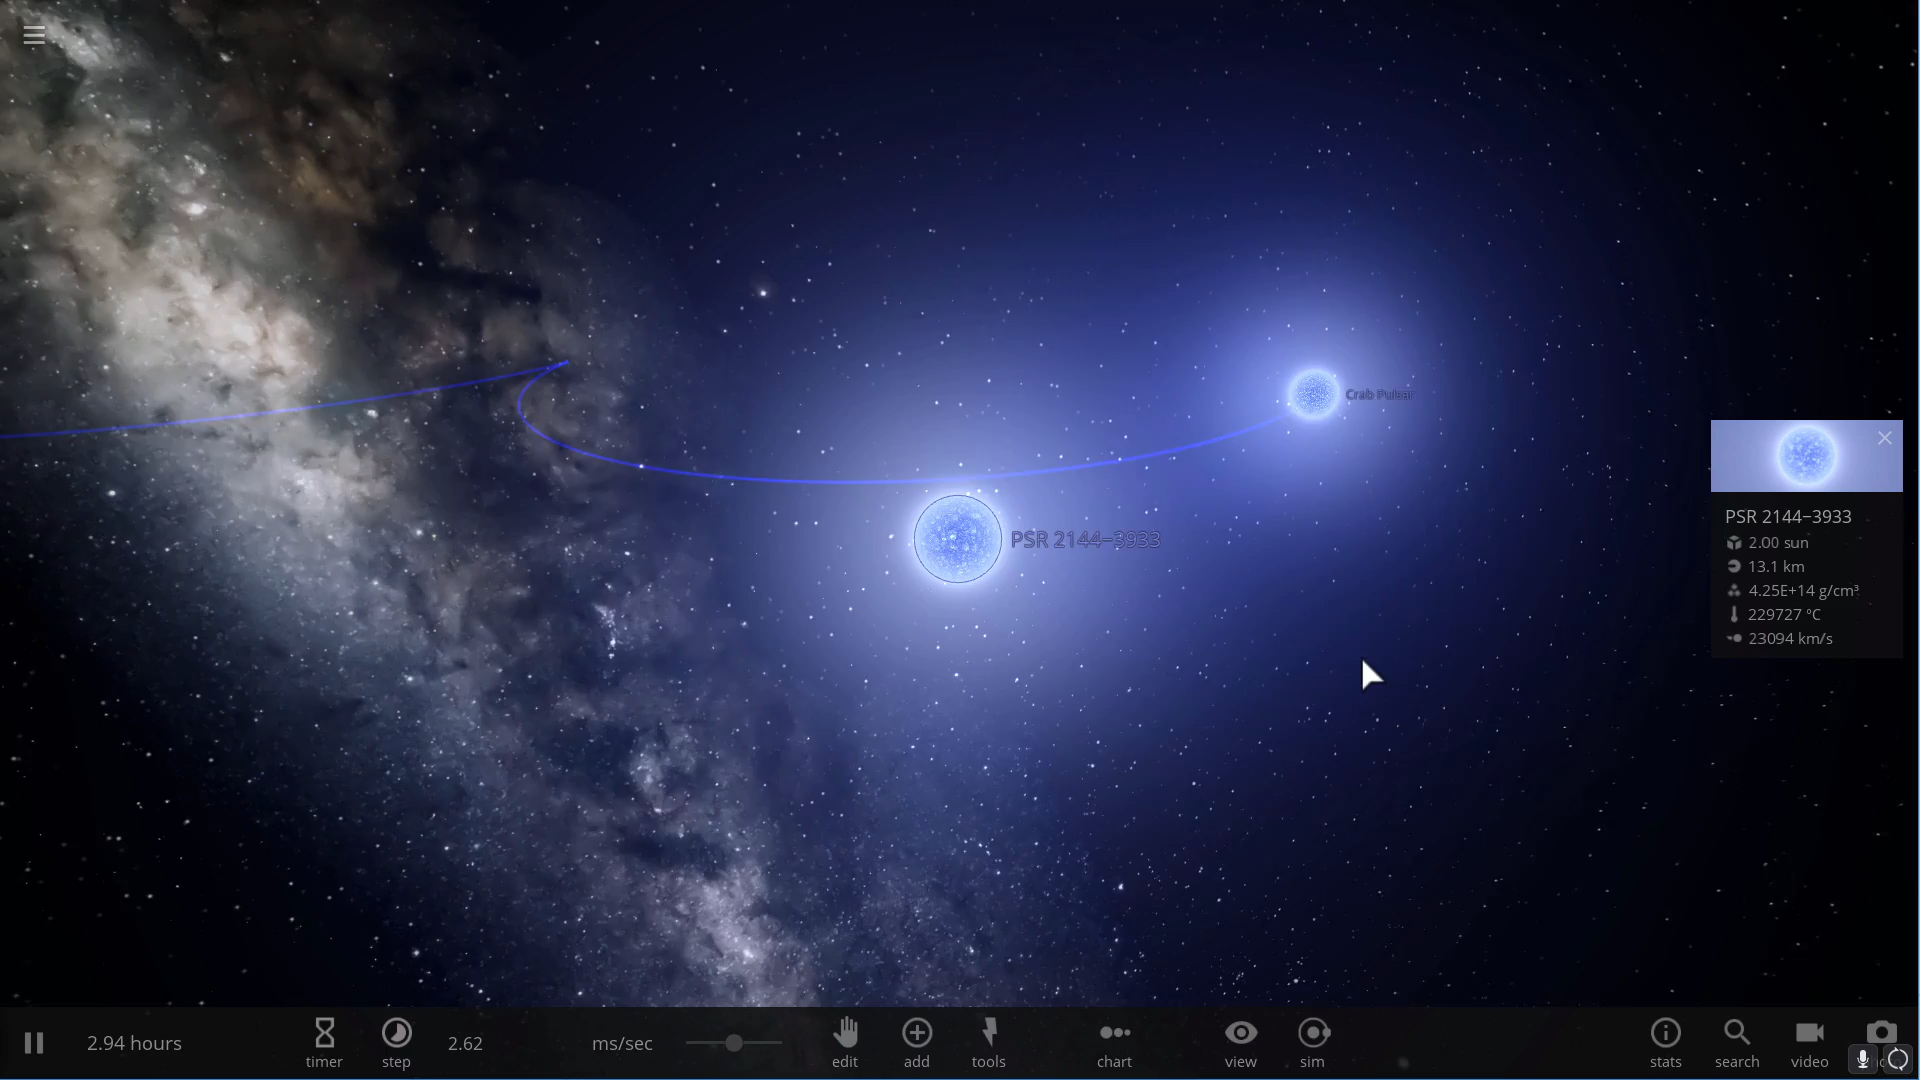 Crab Pulsar
PSR 2144−3933
PSR 2144−3933
2.00 sun
13.1 km
4.25E+14 g/cm³
229727 °C
23094 km/s
2.94 hours
timer
step
2.62
ms/sec
edit
add
tools
chart
view
sim
stats
search
video